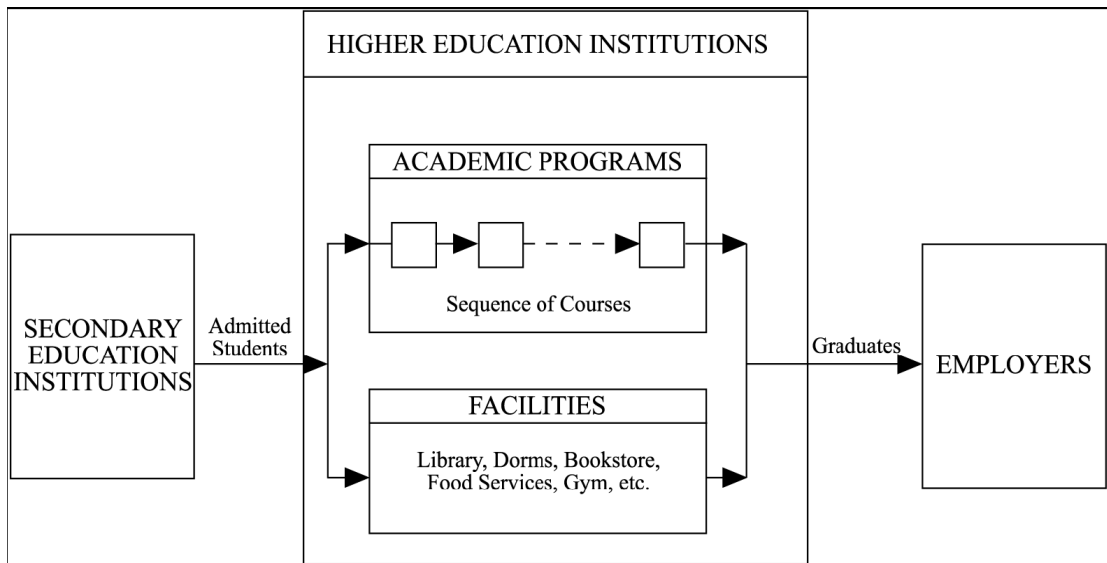 HIGHER EDUCATION INSTITUTIONS
ACADEMIC PROGRAMS
Sequence of Courses
SECONDARY
EDUCATION
INSTITUTIONS
Admitted
Students
Graduates
EMPLOYERS
FACILITIES
Library, Dorms, Bookstore,
Food Services, Gym, etc.